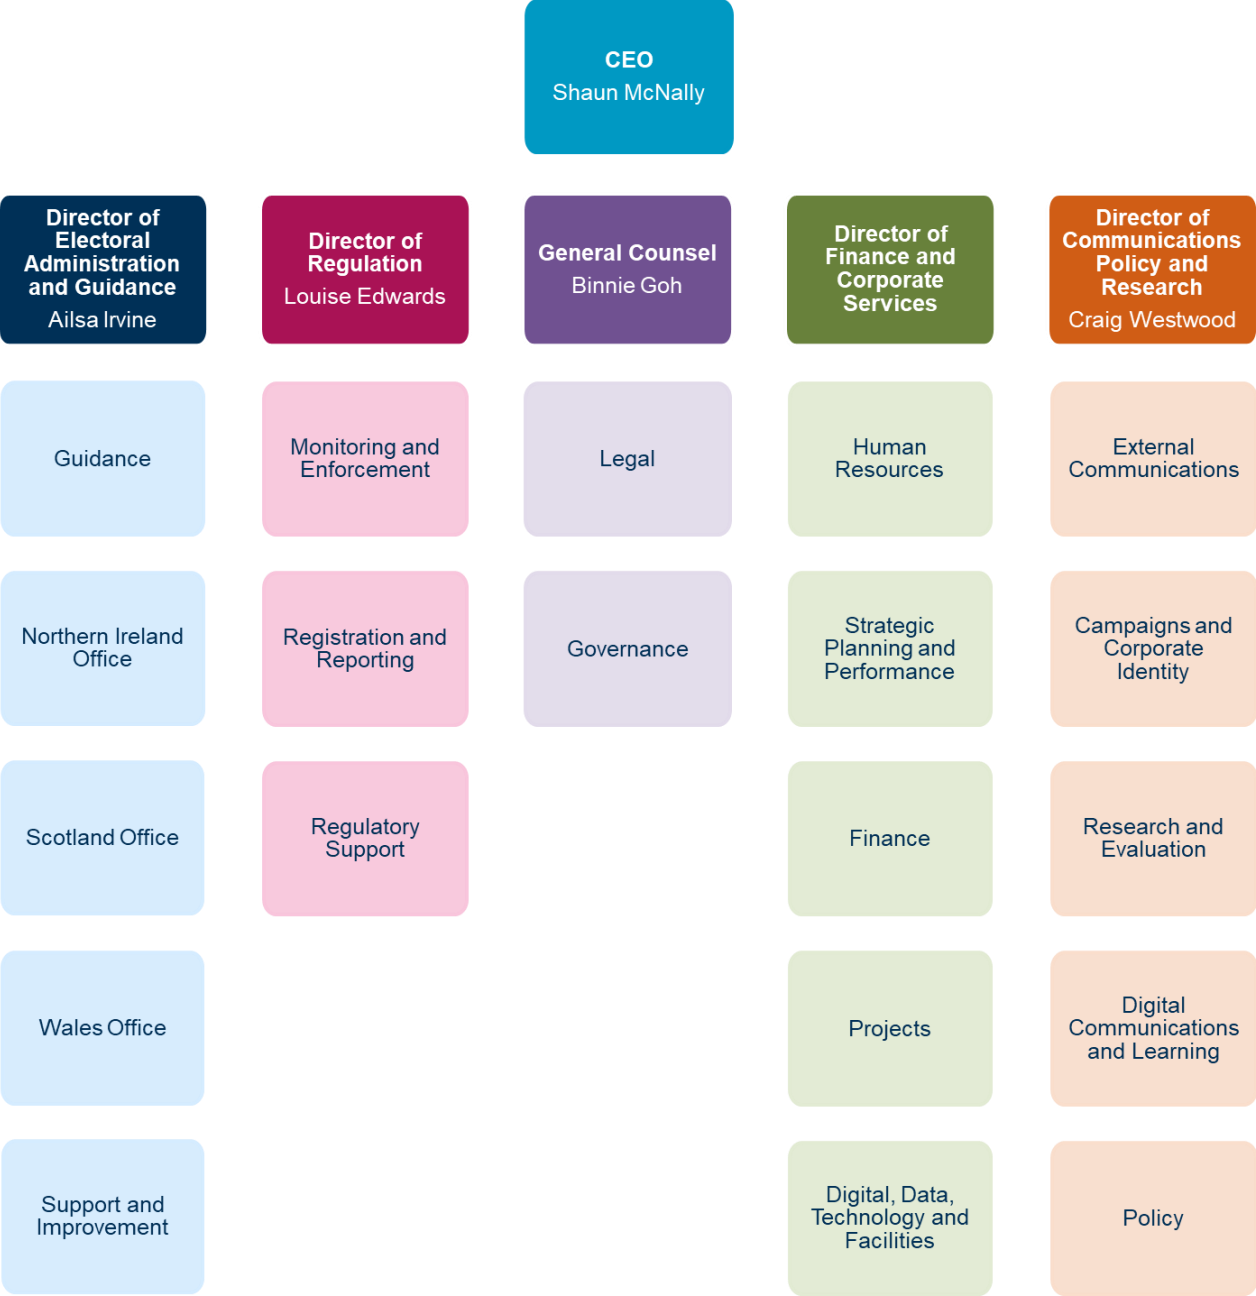 CEO
Shaun McNally
Director of
Electoral
Administration
and Guidance
Ailsa Irvine
Director of
Regulation
Louise Edwards
General Counsel
Binnie Goh
Director of
Finance and
Corporate
Services
Director of
Communications
Policy and
Research
Craig Westwood
Guidance
Monitoring and
Enforcement
Legal
Human
Resources
External
Communications
Northern Ireland
Office
Registration and
Reporting
Governance
Strategic
Planning and
Performance
Campaigns and
Corporate
Identity
Scotland Office
Regulatory
Support
Finance
Research and
Evaluation
Wales Office
Projects
Digital
Communications
and Learning
Support and
Improvement
Digital, Data,
Technology and
Facilities
Policy